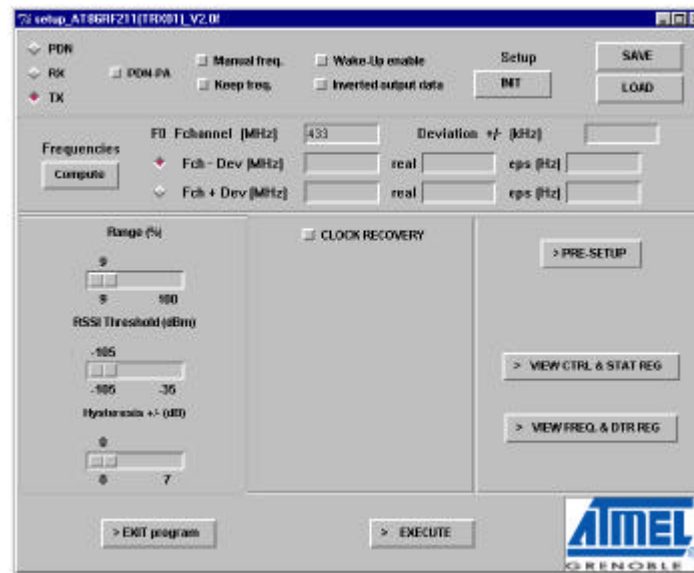 setup_AT86RF211(TRX01)_V2.0f
PDN
RX
TX
PDN-PA
Manual freq.
Keep freq.
Wake-Up enable
Inverted output data
Setup
INIT
SAVE
LOAD
Frequencies
Compute
F0 Fchannel (MHz) 433 Deviation +/- (kHz)
Fch - Dev (MHz) real eps (Hz)
Fch + Dev (MHz) real eps (Hz)
Range (%)
9
9 100
RSSI Threshold (dBm)
-105
-105 -35
Hysteresis +/- (dB)
0
0 7
CLOCK RECOVERY
> PRE-SETUP
> VIEW CTRL & STAT REG
> VIEW FREQ. & DTR REG
> EXIT program
> EXECUTE
ATMEL
GRENOBLE